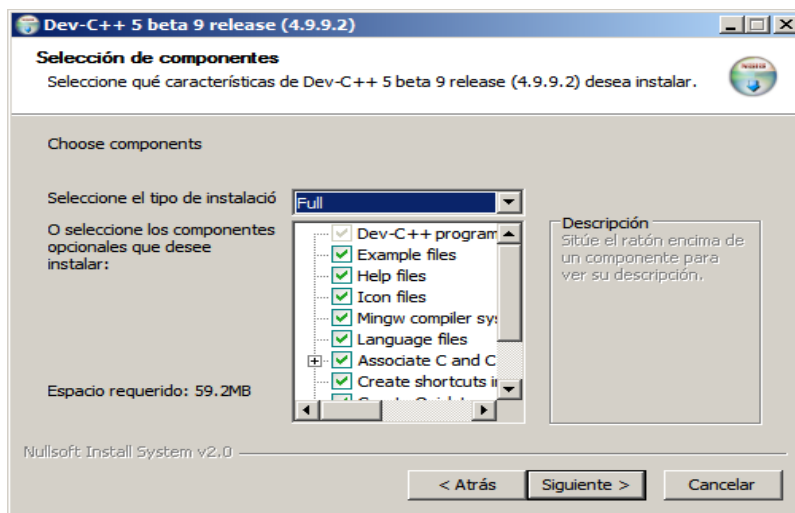 Dev-C++ 5 beta 9 release (4.9.9.2)
Selección de componentes
Seleccione qué características de Dev-C++ 5 beta 9 release (4.9.9.2) desea instalar.
Choose components
Seleccione el tipo de instalació
Full
O seleccione los componentes
opcionales que desee
instalar:
Dev-C++ program
Example files
Help files
Icon files
Mingw compiler sy
Language files
Associate C and C
Create shortcuts i
Descripción
Sitúe el ratón encima de
un componente para
ver su descripción.
Espacio requerido: 59.2MB
Nullsoft Install System v2.0
< Atrás
Siguiente >
Cancelar